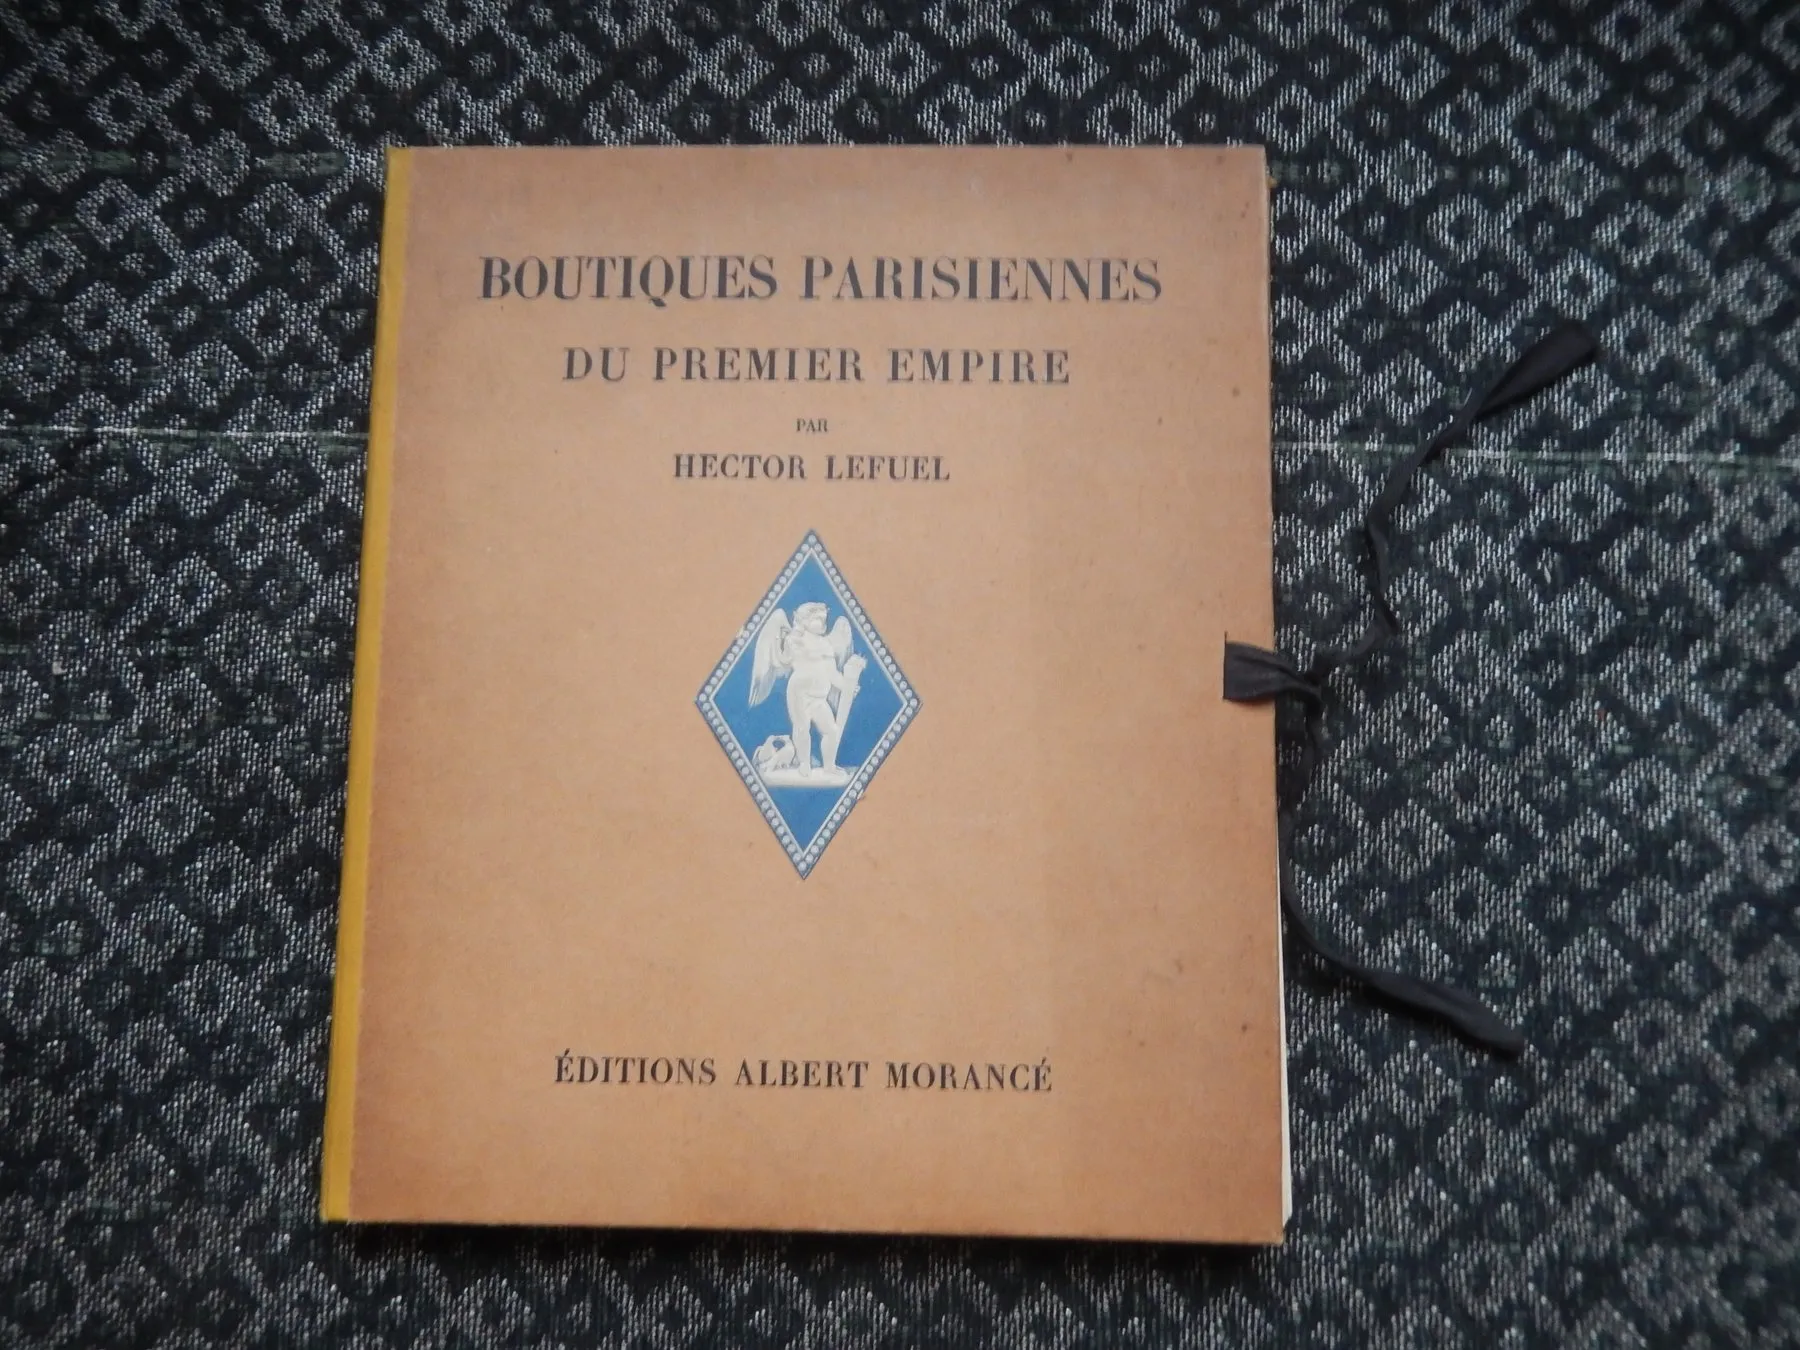 BOUTIQUES PARISIENNES
DU PREMIER EMPIRE
PAR
HECTOR LEFUEL
ÉDITIONS ALBERT MORANCÉ